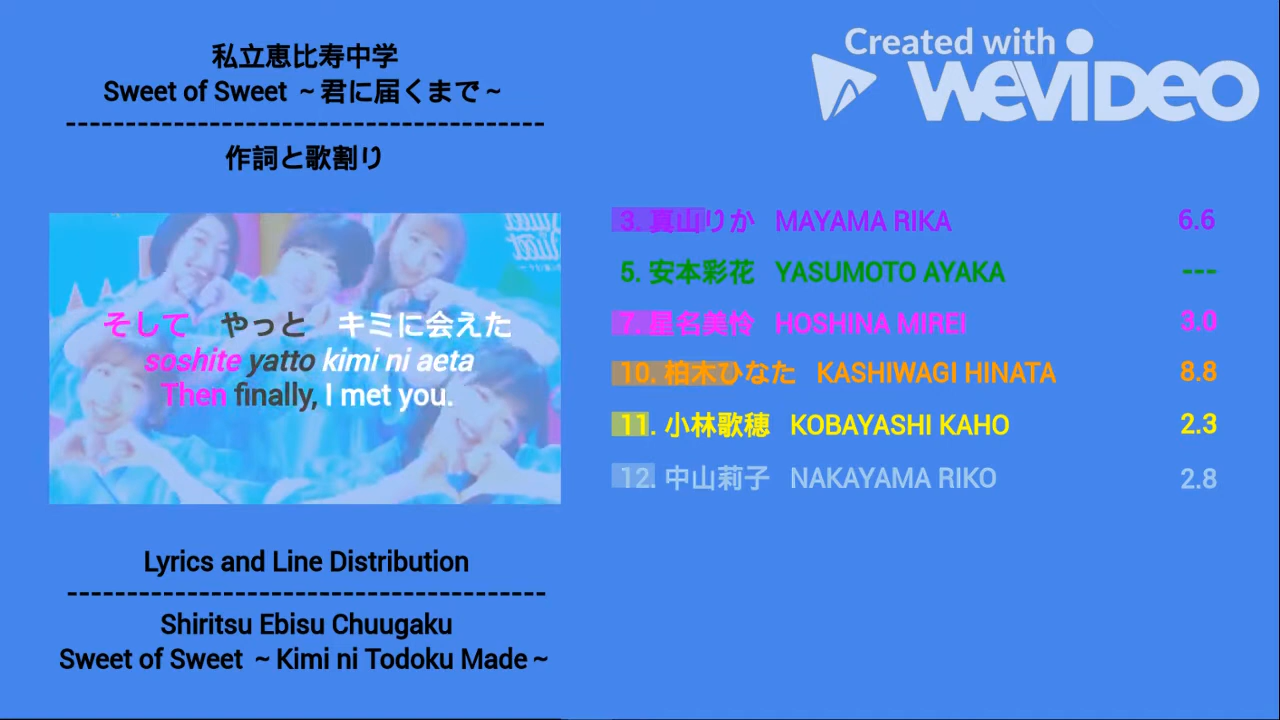 私立恵比寿中学
Sweet of Sweet ~君に届くまで~
----------------------------------------
作詞と歌割り
Created with
WEVIDEO
3. 真山りか MAYAMA RIKA 6.6
5. 安本彩花 YASUMOTO AYAKA ---
7. 星名美怜 HOSHINA MIREI 3.0
10. 柏木ひなた KASHIWAGI HINATA 8.8
11. 小林歌穂 KOBAYASHI KAHO 2.3
12. 中山莉子 NAKAYAMA RIKO 2.8
そして やっと キミに会えた
soshite yatto kimi ni aeta
Then finally, I met you.
Lyrics and Line Distribution
----------------------------------------
Shiritsu Ebisu Chuugaku
Sweet of Sweet ~Kimi ni Todoku Made~